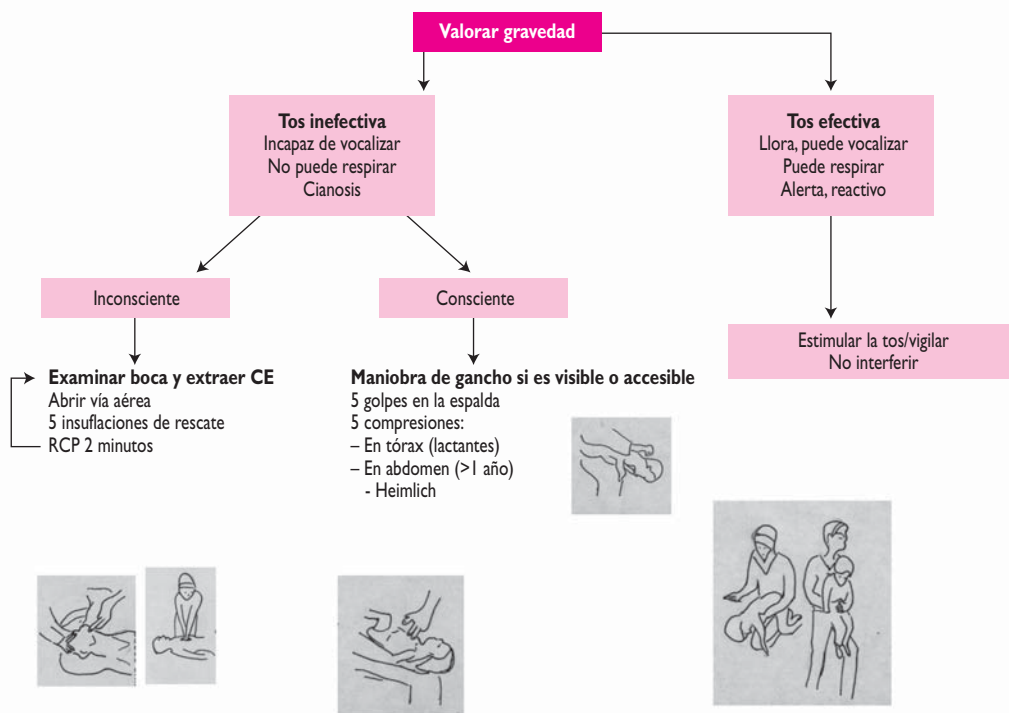 Valorar gravedad
Tos inefectiva
Incapaz de vocalizar
No puede respirar
Cianosis
Tos efectiva
Llora, puede vocalizar
Puede respirar
Alerta, reactivo
Inconsciente
Consciente
Estimular la tos/vigilar
No interferir
Examinar boca y extraer CE
Abrir vía aérea
5 insuflaciones de rescate
RCP 2 minutos
Maniobra de gancho si es visible o accesible
5 golpes en la espalda
5 compresiones:
– En tórax (lactantes)
– En abdomen (>1 año)
- Heimlich